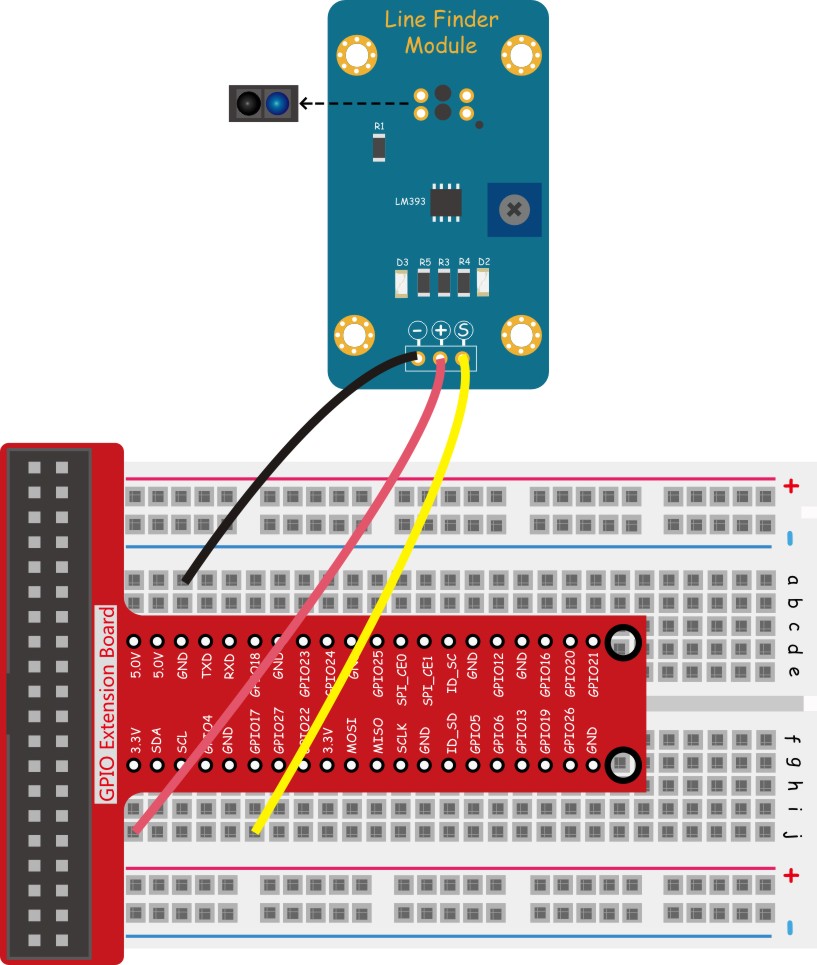 Line Finder
Module
R1
LM393
D3 R5 R3 R4 D2
− + S
+
-
a
b
c
d
e
GPIO Extension Board
5.0V 5.0V GND TXD RXD GPIO18 GND GPIO23 GPIO24 GPIO25 SPI_CE0 SPI_CE1 ID_SC GND GPIO12 GND GPIO16 GPIO20 GPIO21
3.3V SDA SCL GPIO4 GND GPIO17 GPIO27 GPIO22 3.3V MOSI MISO SCLK GND ID_SD GPIO5 GPIO6 GPIO13 GPIO19 GPIO26 GND
f
g
h
i
j
+
-